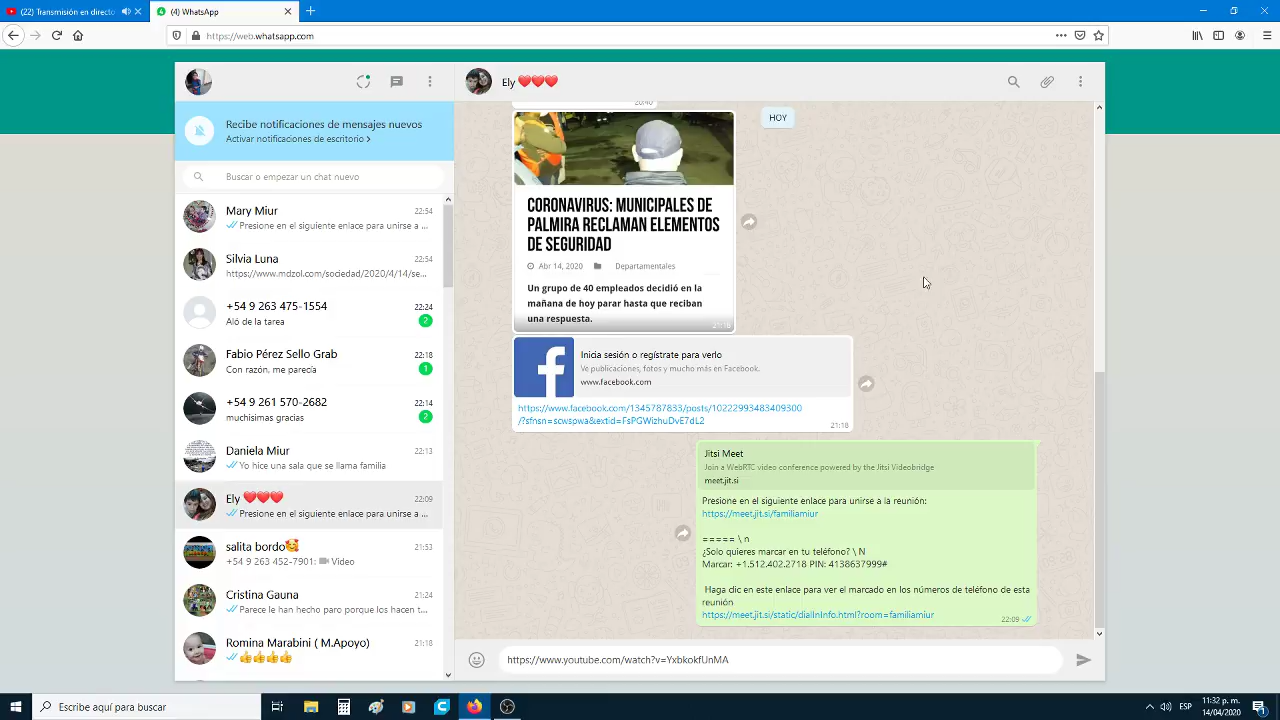 (22) Transmisión en directo
(4) WhatsApp
https://web.whatsapp.com
Ely ❤️❤️❤️
Recibe notificaciones de mensajes nuevos
Activar notificaciones de escritorio >
Buscar o empezar un chat nuevo
Mary Miur 22:54
Presione en el siguiente enlace para unirse a ...
Silvia Luna 22:54
https://www.mdzol.com/sociedad/2020/4/14/se...
+54 9 263 475-1554 22:24
Aló de la tarea 2
Fabio Pérez Sello Grab 22:18
Con razón, me parecía 1
+54 9 261 570-2682 22:14
muchísimas gracias 2
Daniela Miur 22:13
Yo hice una sala que se llama familia
Ely ❤️❤️❤️ 22:09
Presione en el siguiente enlace para unirse a ...
salita bordo🥰 21:53
+54 9 263 452-7901: Video
Cristina Gauna 21:24
Parece le han hecho paro porque los hacen t...
Romina Marabini ( M.Apoyo) 21:18
👍👍👍👍
20:40
HOY
CORONAVIRUS: MUNICIPALES DE
PALMIRA RECLAMAN ELEMENTOS
DE SEGURIDAD
Abr 14, 2020 Departamentales
Un grupo de 40 empleados decidió en la
mañana de hoy parar hasta que reciban
una respuesta.
21:18
Inicia sesión o regístrate para verlo
Ve publicaciones, fotos y mucho más en Facebook.
www.facebook.com
https://www.facebook.com/1345787833/posts/10222993483409300
/?sfnsn=scwspwa&extid=FsPGWizhuDvE7dL2
21:18
Jitsi Meet
Join a WebRTC video conference powered by the Jitsi Videobridge
meet.jit.si
Presione en el siguiente enlace para unirse a la reunión:
https://meet.jit.si/familiamiur
===== \ n
¿Solo quieres marcar en tu teléfono? \ N
Marcar: +1.512.402.2718 PIN: 4138637999#
Haga clic en este enlace para ver el marcado en los números de teléfono de esta
reunión
https://meet.jit.si/static/dialInInfo.html?room=familiamiur
22:09
https://www.youtube.com/watch?v=YxbkokfUnMA
Escribe aquí para buscar
ESP
11:32 p. m.
14/04/2020
1